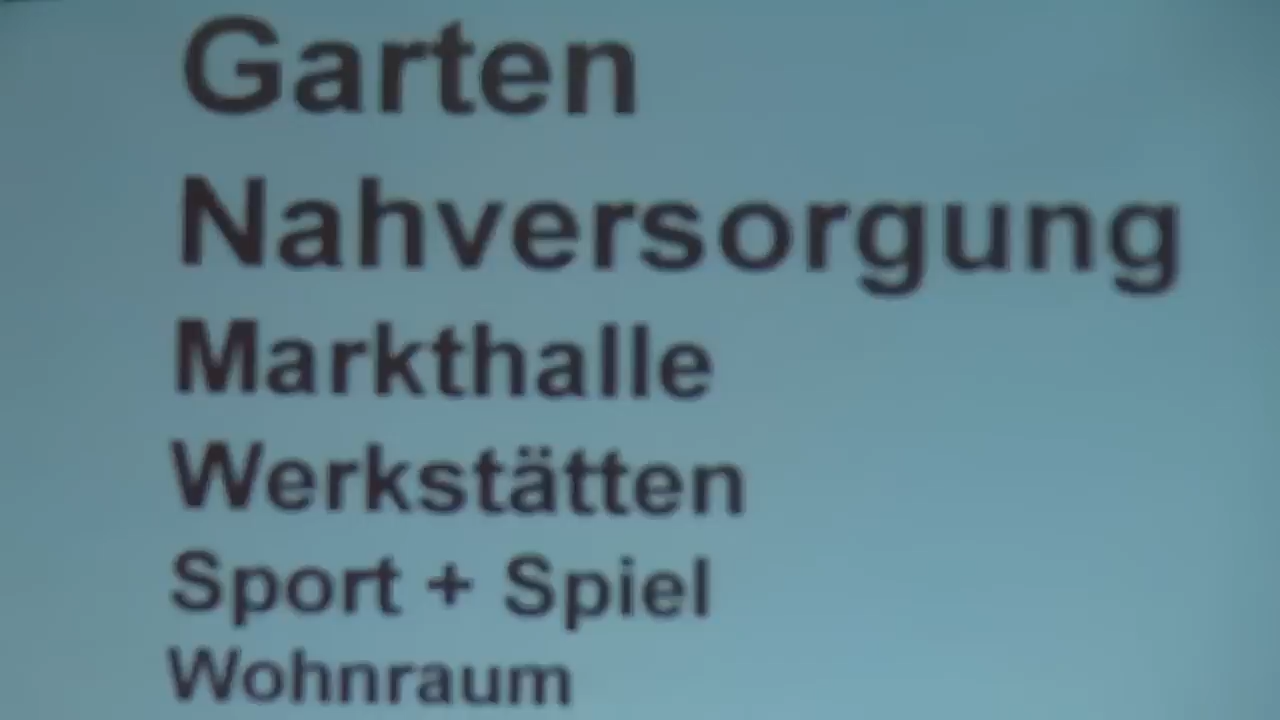 Garten
Nahversorgung
Markthalle
Werkstätten
Sport + Spiel
Wohnraum